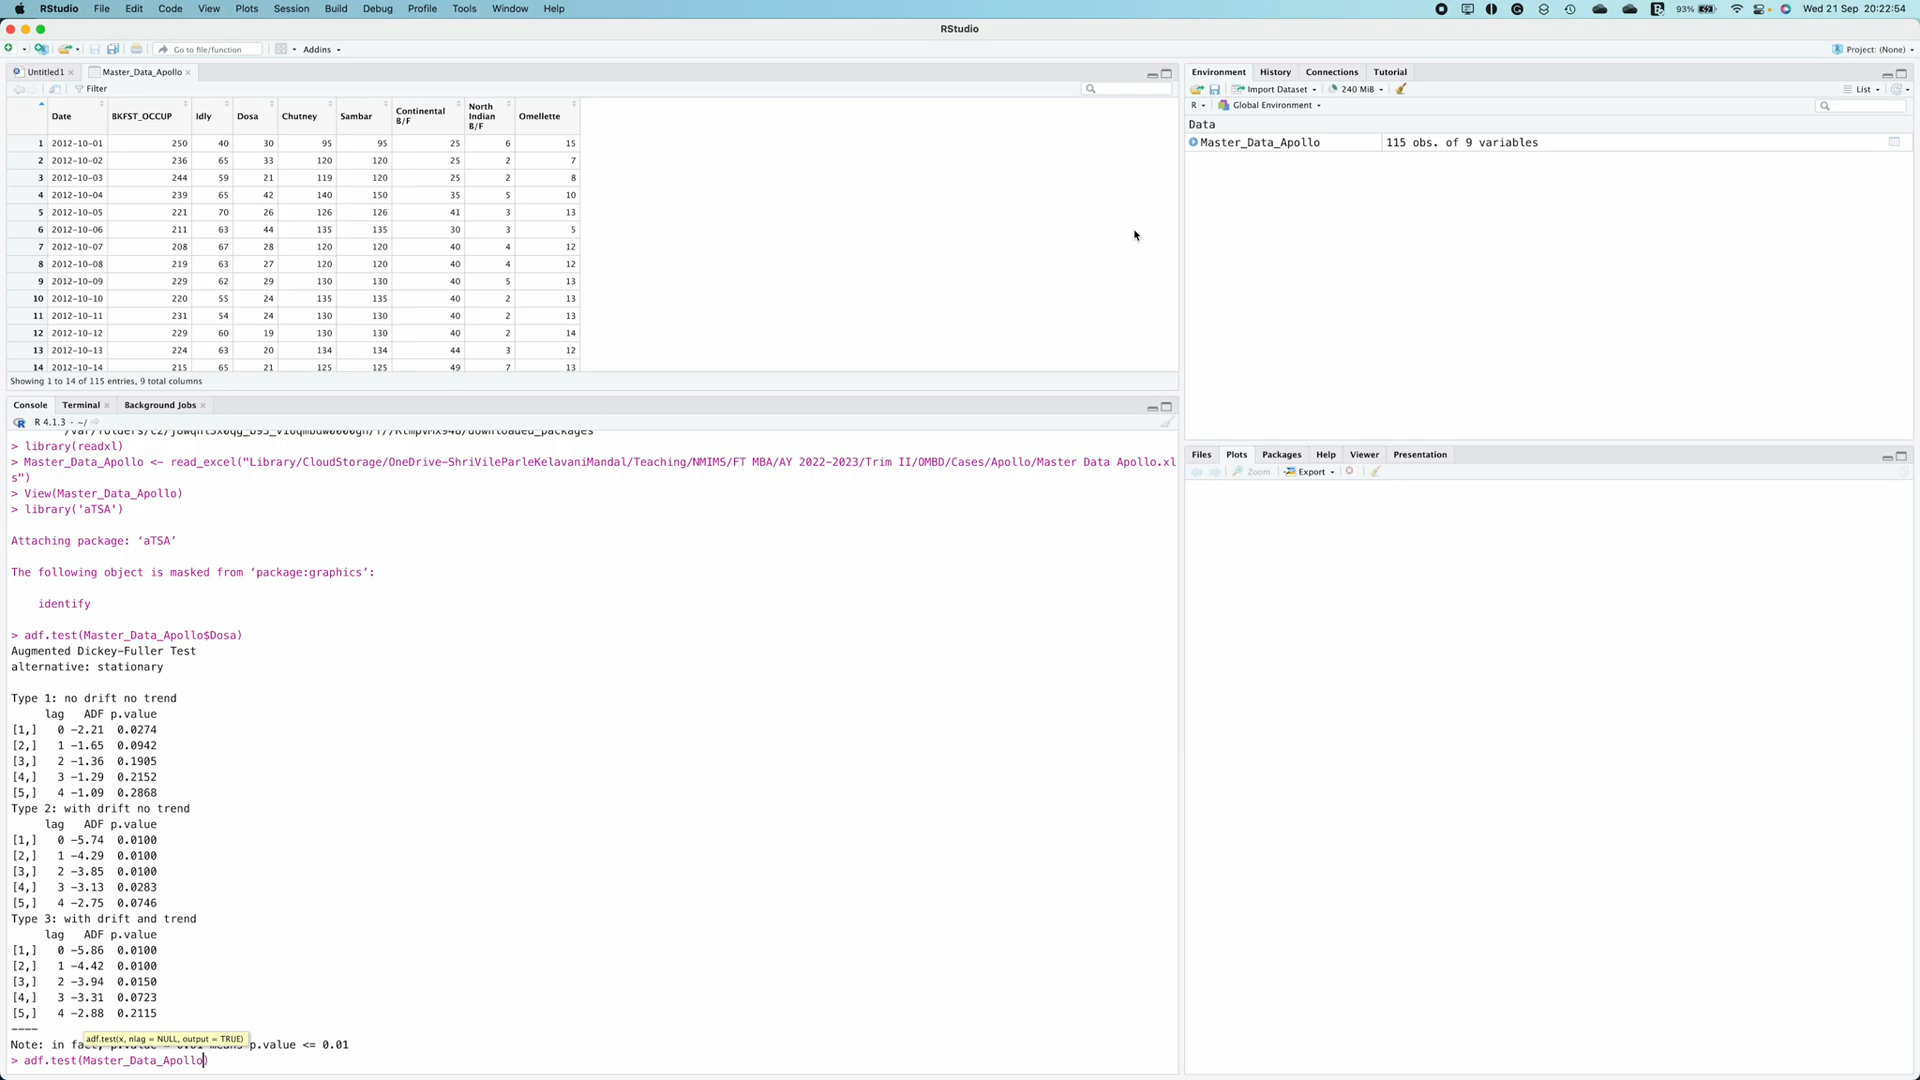 RStudio File Edit Code View Plots Session Build Debug Profile Tools Window Help 93% Wed 21 Sep 20:22:54
RStudio
Go to file/function Addins Project: (None)
Untitled1 Master_Data_Apollo
Filter
Date BKFST_OCCUP Idly Dosa Chutney Sambar Continental B/F North Indian B/F Omellette
1 2012-10-01 250 40 30 95 95 25 6 15
2 2012-10-02 236 65 33 120 120 25 2 7
3 2012-10-03 244 59 21 119 120 25 2 8
4 2012-10-04 239 65 42 140 150 35 5 10
5 2012-10-05 221 70 26 126 126 41 3 13
6 2012-10-06 211 63 44 135 135 30 3 5
7 2012-10-07 208 67 28 120 120 40 4 12
8 2012-10-08 219 63 27 120 120 40 4 12
9 2012-10-09 229 62 29 130 130 40 5 13
10 2012-10-10 220 55 24 135 135 40 2 13
11 2012-10-11 231 54 24 130 130 40 2 13
12 2012-10-12 229 60 19 130 130 40 2 14
13 2012-10-13 224 63 20 134 134 44 3 12
14 2012-10-14 215 65 21 125 125 49 7 13
Showing 1 to 14 of 115 entries, 9 total columns
Console Terminal Background Jobs
R 4.1.3 · ~/
> library(readxl)
> Master_Data_Apollo <- read_excel("Library/CloudStorage/OneDrive-ShriVileParleKelavaniMandal/Teaching/NMIMS/FT MBA/AY 2022-2023/Trim II/OMBD/Cases/Apollo/Master Data Apollo.xl
s")
> View(Master_Data_Apollo)
> library('aTSA')
Attaching package: ‘aTSA’
The following object is masked from ‘package:graphics’:
identify
> adf.test(Master_Data_Apollo$Dosa)
Augmented Dickey-Fuller Test
alternative: stationary
Type 1: no drift no trend
lag ADF p.value
[1,] 0 -2.21 0.0274
[2,] 1 -1.65 0.0942
[3,] 2 -1.36 0.1905
[4,] 3 -1.29 0.2152
[5,] 4 -1.09 0.2868
Type 2: with drift no trend
lag ADF p.value
[1,] 0 -5.74 0.0100
[2,] 1 -4.29 0.0100
[3,] 2 -3.85 0.0100
[4,] 3 -3.13 0.0283
[5,] 4 -2.75 0.0746
Type 3: with drift and trend
lag ADF p.value
[1,] 0 -5.86 0.0100
[2,] 1 -4.42 0.0100
[3,] 2 -3.94 0.0150
[4,] 3 -3.31 0.0723
[5,] 4 -2.88 0.2115
----
adf.test(x, nlag = NULL, output = TRUE)
Note: in fact, p.value = 0.01 means p.value <= 0.01
> adf.test(Master_Data_Apollo)
Environment History Connections Tutorial
Import Dataset 240 MiB List
R Global Environment
Data
Master_Data_Apollo 115 obs. of 9 variables
Files Plots Packages Help Viewer Presentation
Zoom Export